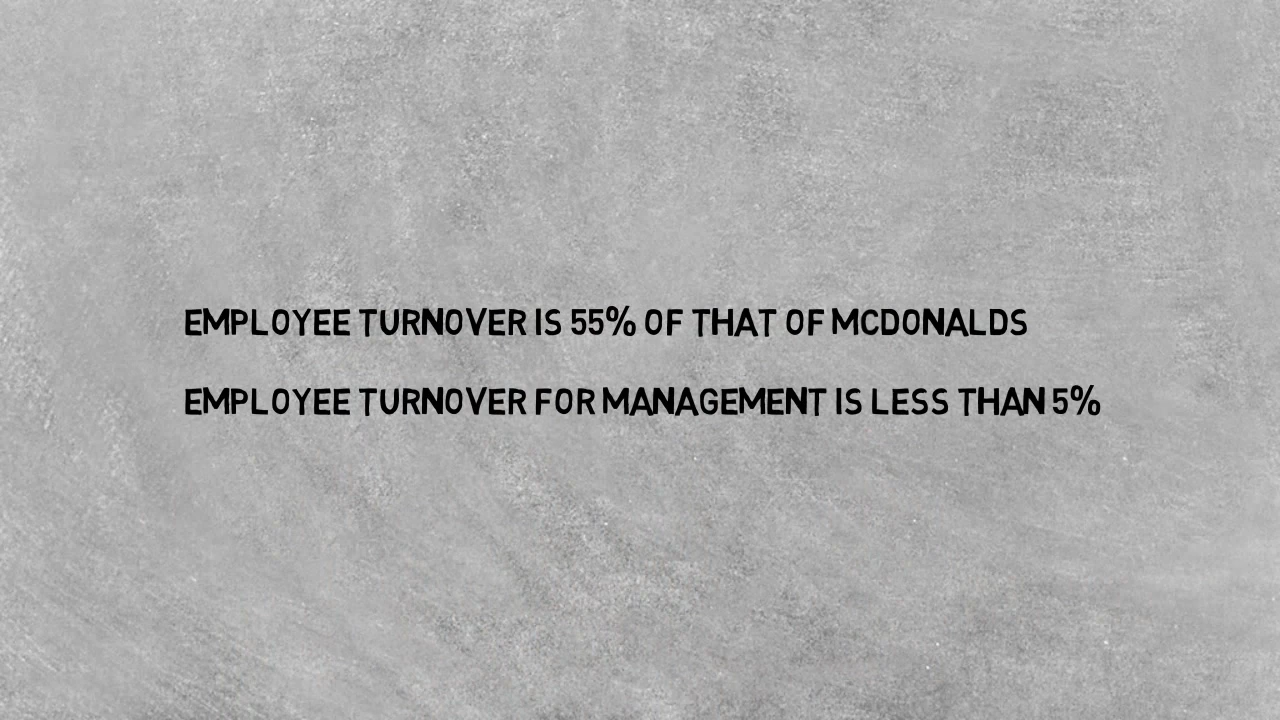 EMPLOYEE TURNOVER IS 55% OF THAT OF MCDONALDS
EMPLOYEE TURNOVER FOR MANAGEMENT IS LESS THAN 5%